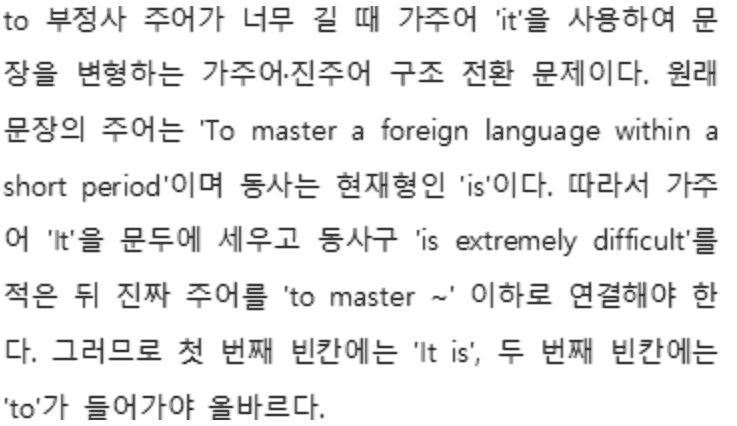 to 부정사 주어가 너무 길 때 가주어 'it'을 사용하여 문
장을 변형하는 가주어·진주어 구조 전환 문제이다. 원래
문장의 주어는 'To master a foreign language within a
short period'이며 동사는 현재형인 'is'이다. 따라서 가주
어 'It'을 문두에 세우고 동사구 'is extremely difficult'를
적은 뒤 진짜 주어를 'to master ~' 이하로 연결해야 한
다. 그러므로 첫 번째 빈칸에는 'It is', 두 번째 빈칸에는
'to'가 들어가야 올바르다.